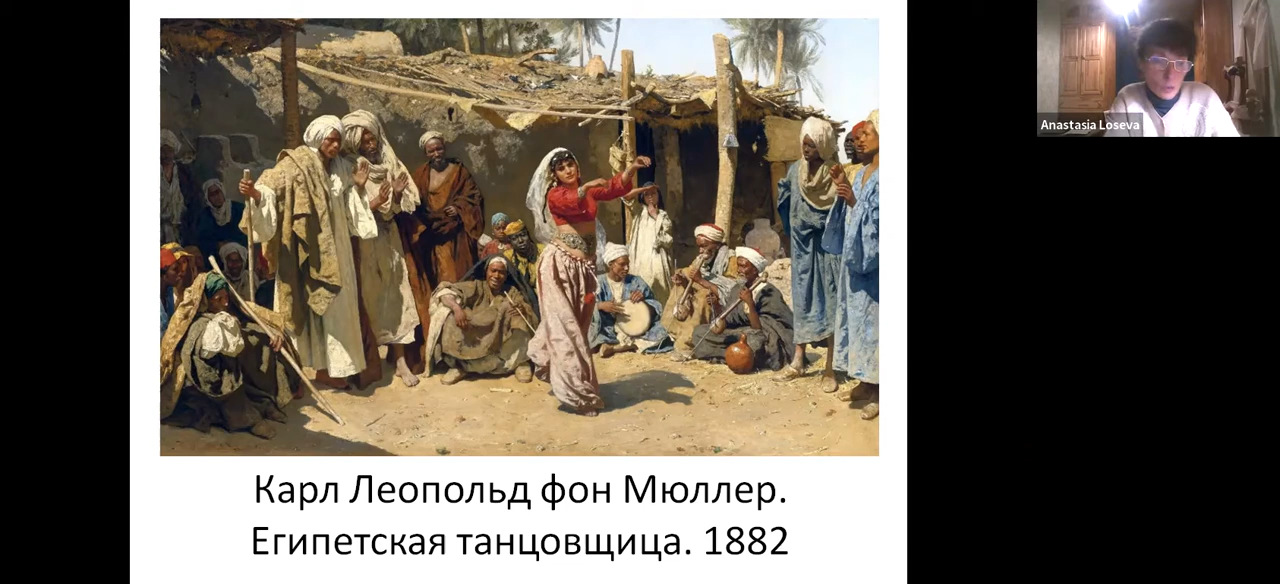 Anastasia Loseva
Карл Леопольд фон Мюллер.
Египетская танцовщица. 1882